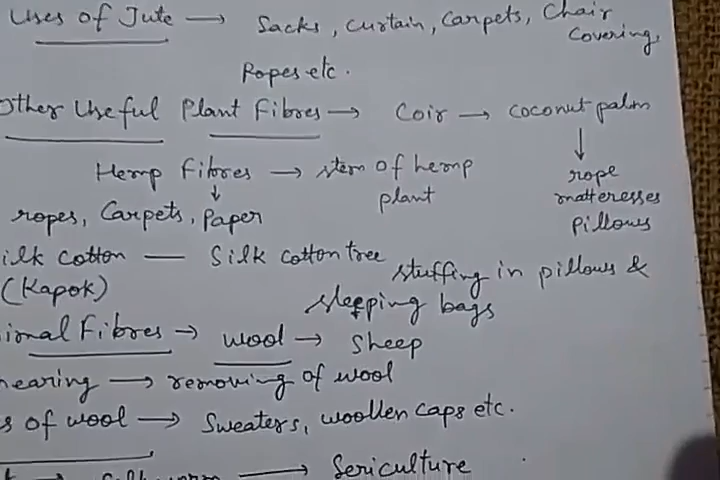 Uses of Jute → Sacks, Curtain, Carpets, Chair Covering,
Ropes etc.
Other Useful Plant Fibres → Coir → coconut palm
↓
rope
matteresses
pillows
Hemp Fibres → stem of hemp plant
↓
ropes, Carpets, Paper
ilk cotton — Silk cotton tree
(Kapok)
stuffing in pillows &
sleeping bags
imal Fibres → wool → Sheep
hearing → removing of wool
s of wool → Sweaters, woollen caps etc.
→ Sericulture